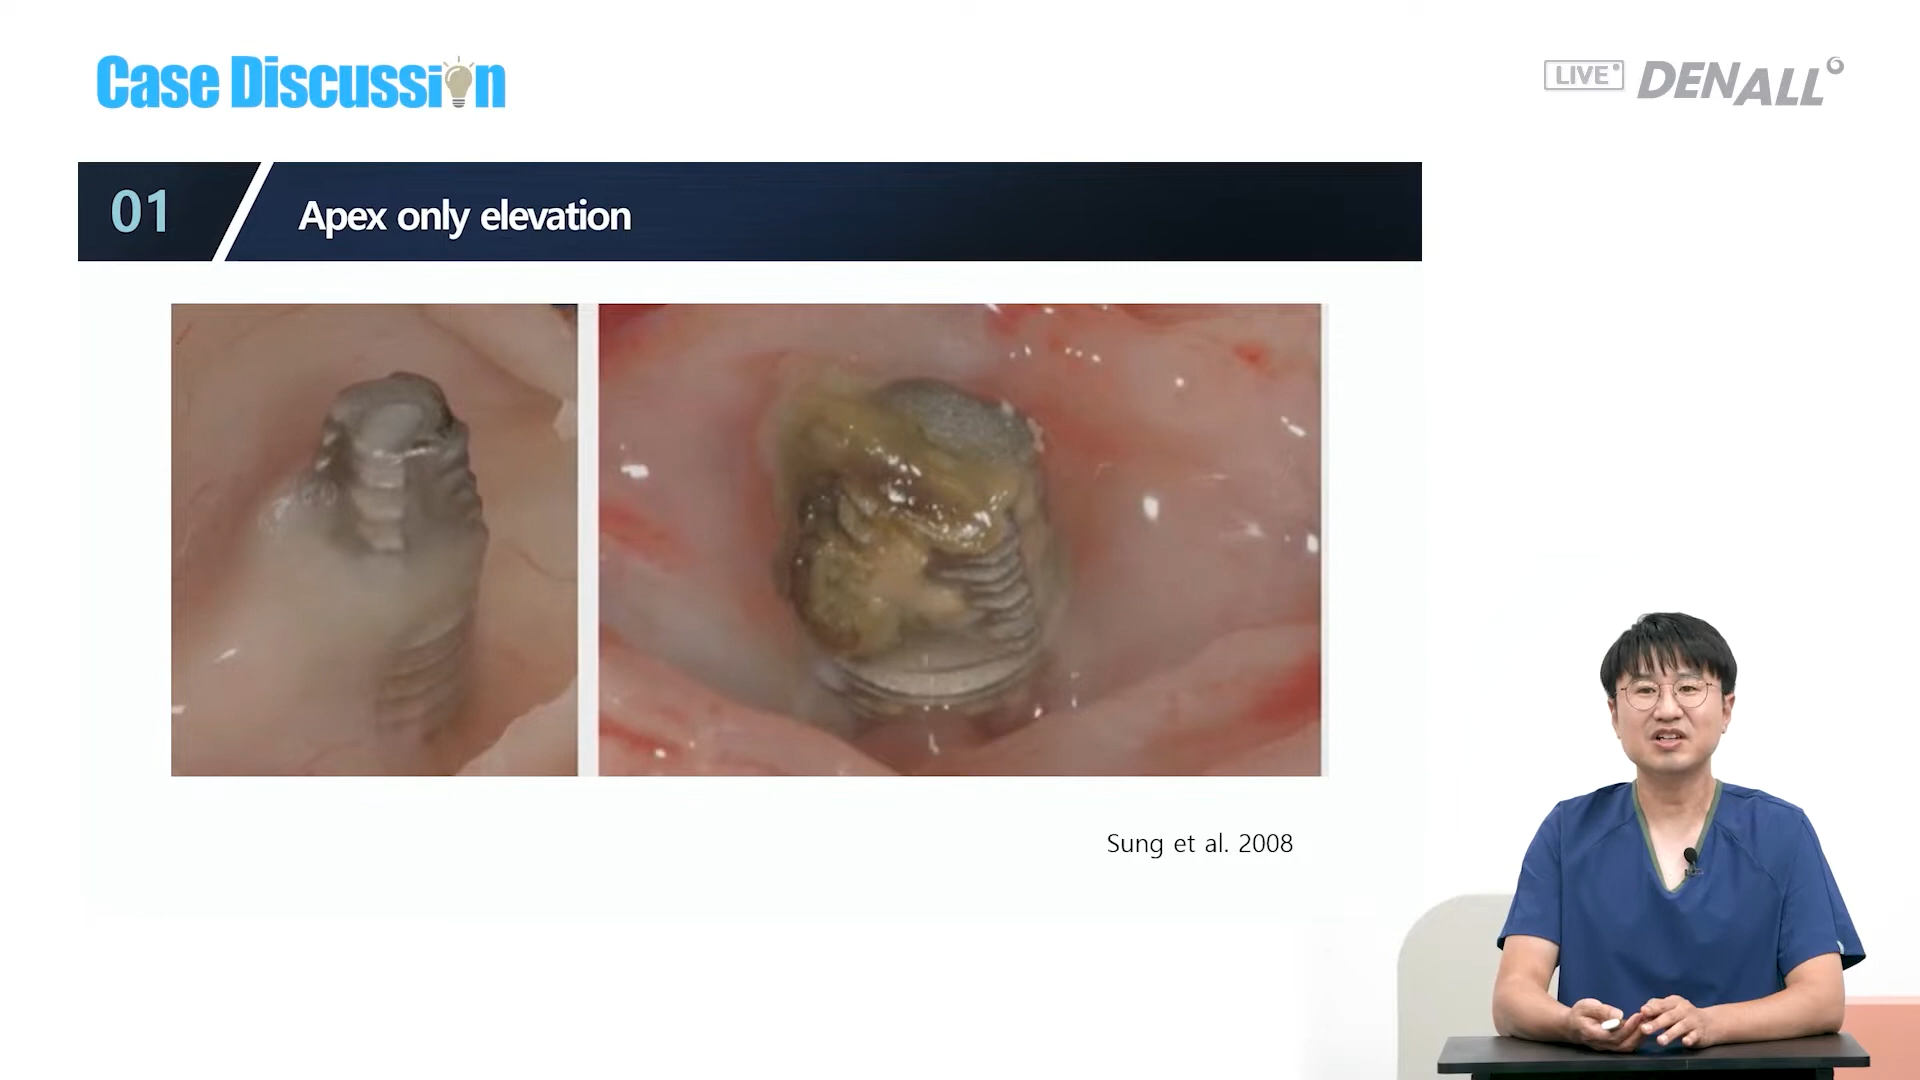 Case Discussion
LIVE DENALL
01 Apex only elevation
Sung et al. 2008